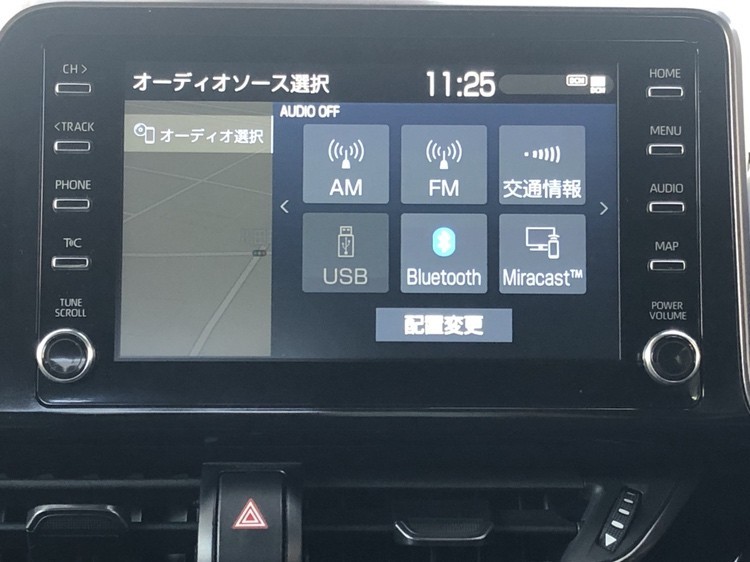 CH >
<TRACK
PHONE
T◉C
TUNE
SCROLL
オーディオソース選択
11:25
DCM
オーディオ選択
AUDIO OFF
AM
FM
交通情報
USB
Bluetooth
Miracast™
配置変更
HOME
MENU
AUDIO
MAP
POWER
VOLUME